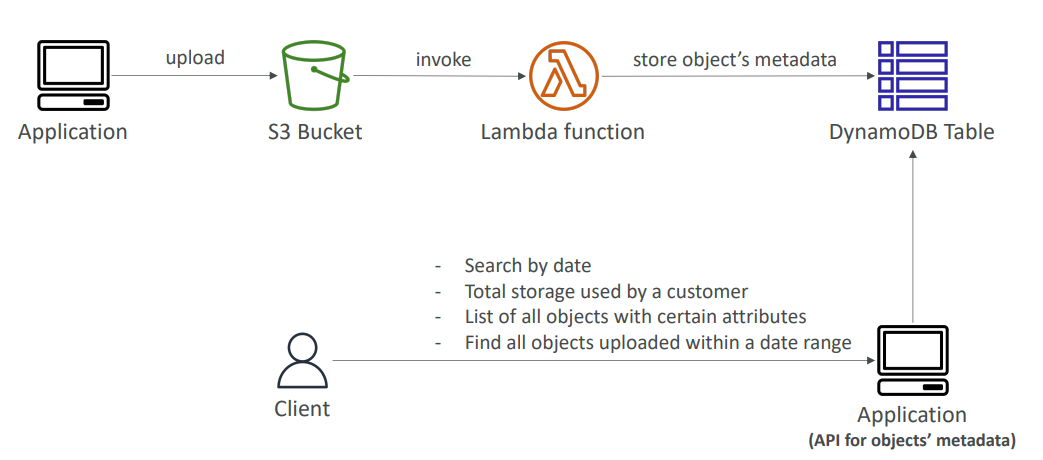 upload
invoke
store object's metadata
Application
S3 Bucket
Lambda function
DynamoDB Table
- Search by date
- Total storage used by a customer
- List of all objects with certain attributes
- Find all objects uploaded within a date range
Client
Application
(API for objects' metadata)